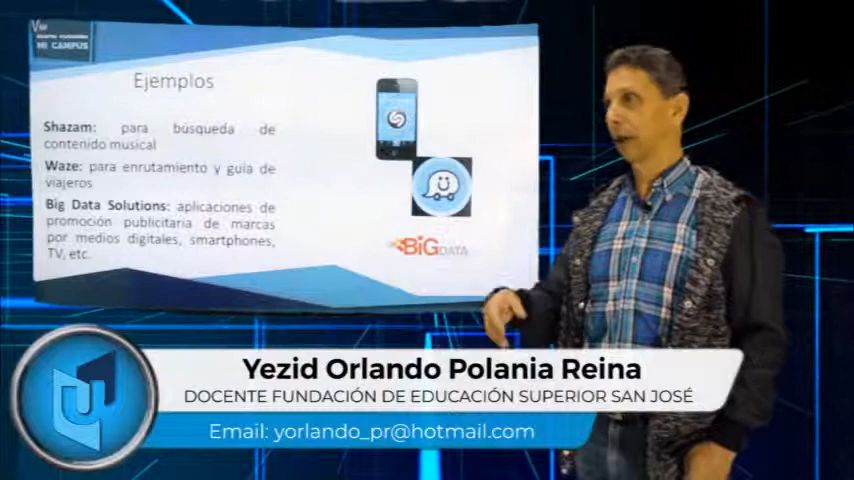 MI CAMPUS
Ejemplos
Shazam: para búsqueda de
contenido musical
Waze: para enrutamiento y guía de
viajeros
Big Data Solutions: aplicaciones de
promoción publicitaria de marcas
por medios digitales, smartphones,
TV, etc.
BiG DATA
Yezid Orlando Polania Reina
DOCENTE FUNDACIÓN DE EDUCACIÓN SUPERIOR SAN JOSÉ
Email: yorlando_pr@hotmail.com